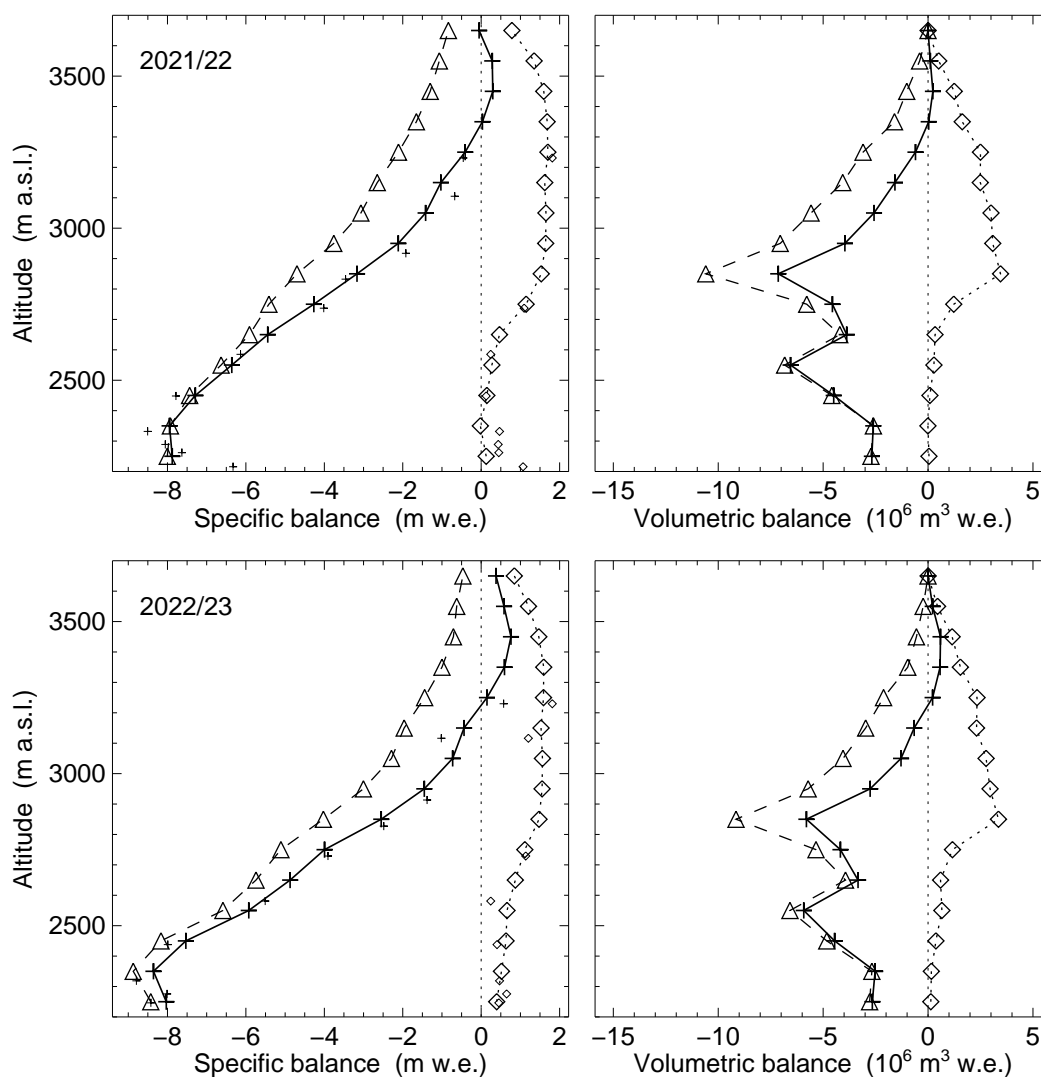 2021/22
3500
3000
2500
Altitude (m a.s.l.)
−8 −6 −4 −2 0 2
Specific balance (m w.e.)
−15 −10 −5 0 5
Volumetric balance (10⁶ m³ w.e.)
2022/23
3500
3000
2500
Altitude (m a.s.l.)
−8 −6 −4 −2 0 2
Specific balance (m w.e.)
−15 −10 −5 0 5
Volumetric balance (10⁶ m³ w.e.)